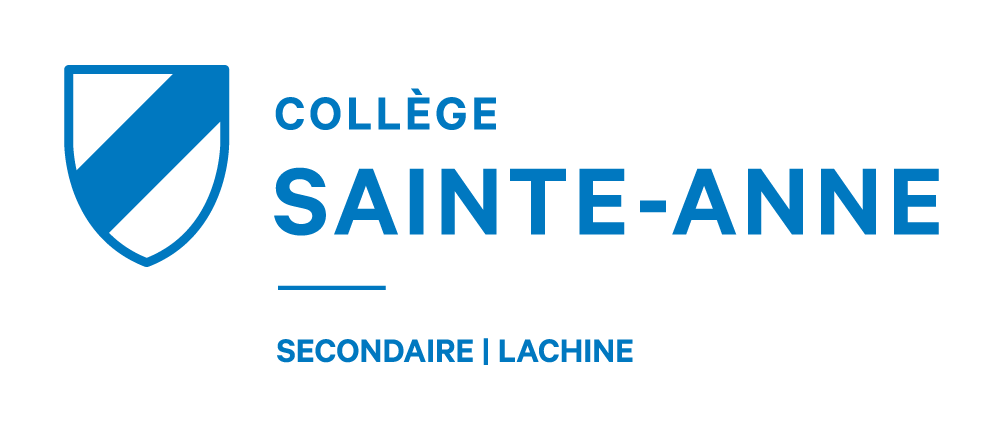 COLLÈGE
SAINTE-ANNE
SECONDAIRE | LACHINE